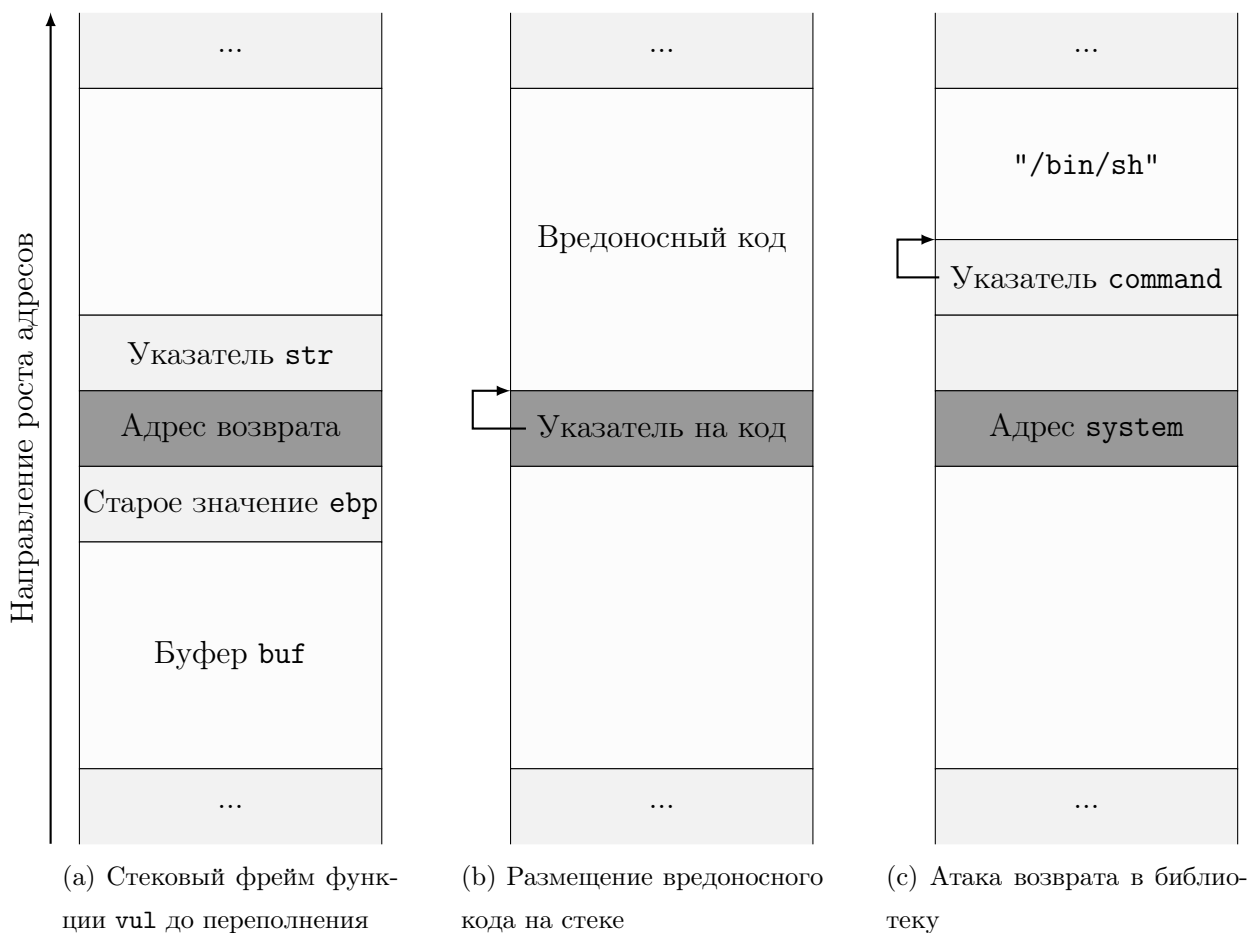 Направление роста адресов
...
Указатель str
Адрес возврата
Старое значение ebp
Буфер buf
...
(a) Стековый фрейм функ-
ции vul до переполнения
...
Вредоносный код
Указатель на код
...
(b) Размещение вредоносного
кода на стеке
...
"/bin/sh"
Указатель command
Адрес system
...
(c) Атака возврата в библио-
теку